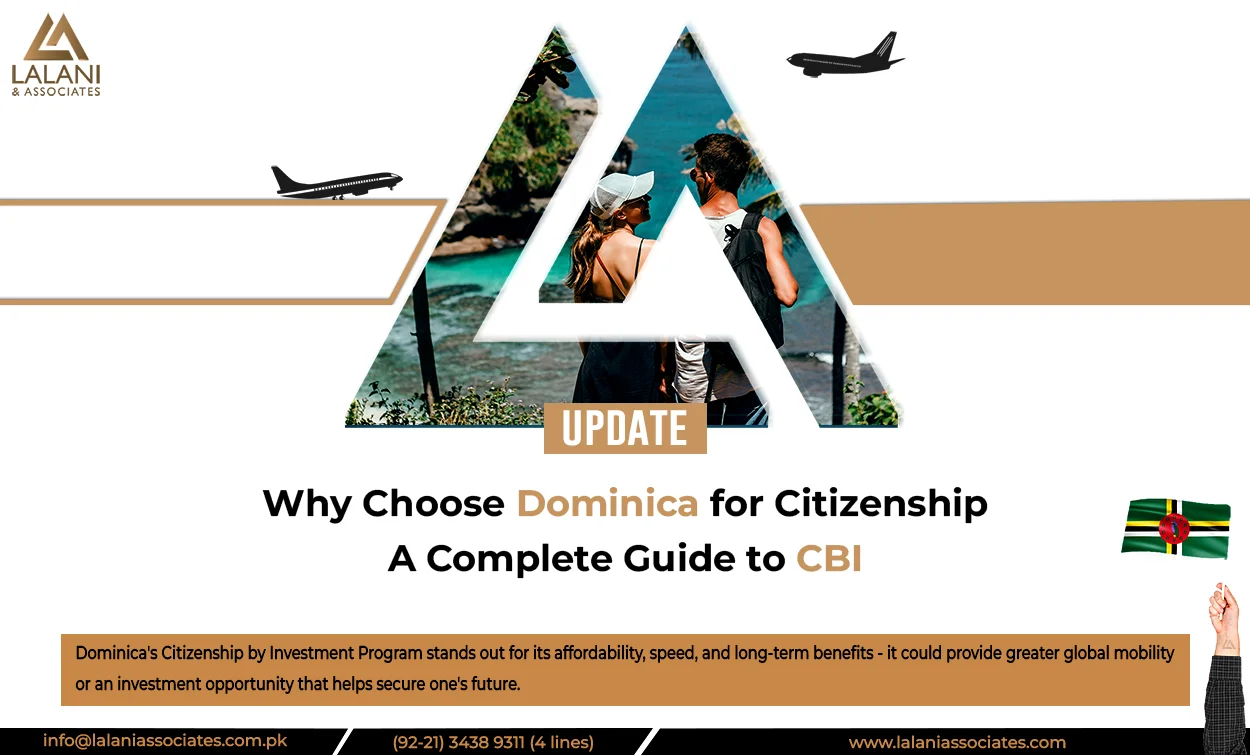 LALANI
& ASSOCIATES
UPDATE
Why Choose Dominica for Citizenship
A Complete Guide to CBI
Dominica's Citizenship by Investment Program stands out for its affordability, speed, and long-term benefits - it could provide greater global mobility
or an investment opportunity that helps secure one's future.
info@lalaniassociates.com.pk
(92-21) 3438 9311 (4 lines)
www.lalaniassociates.com